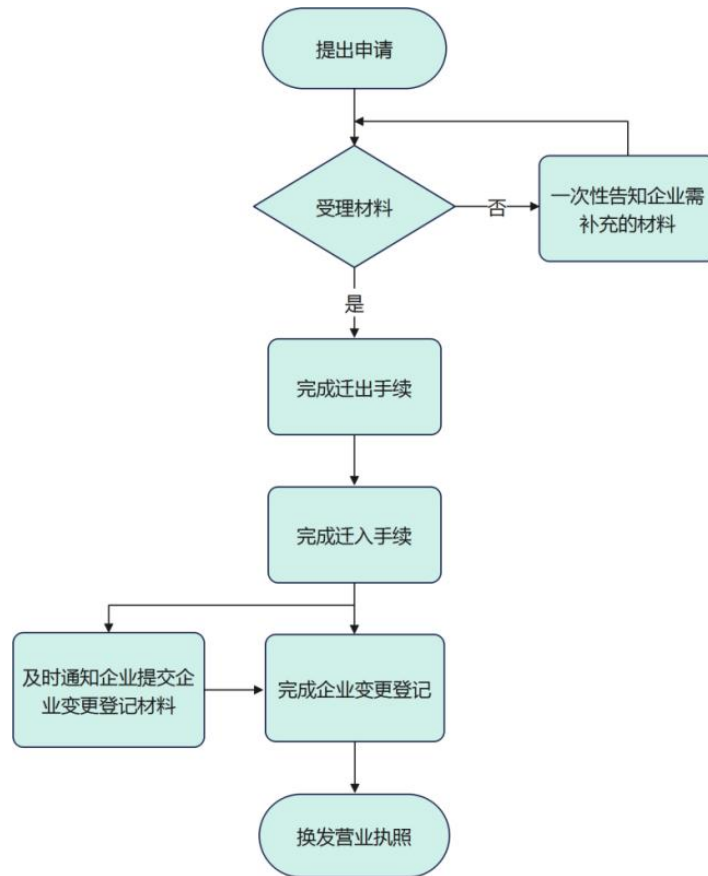 提出申请
受理材料
否
一次性告知企业需
补充的材料
是
完成迁出手续
完成迁入手续
及时通知企业提交企
业变更登记材料
完成企业变更登记
换发营业执照